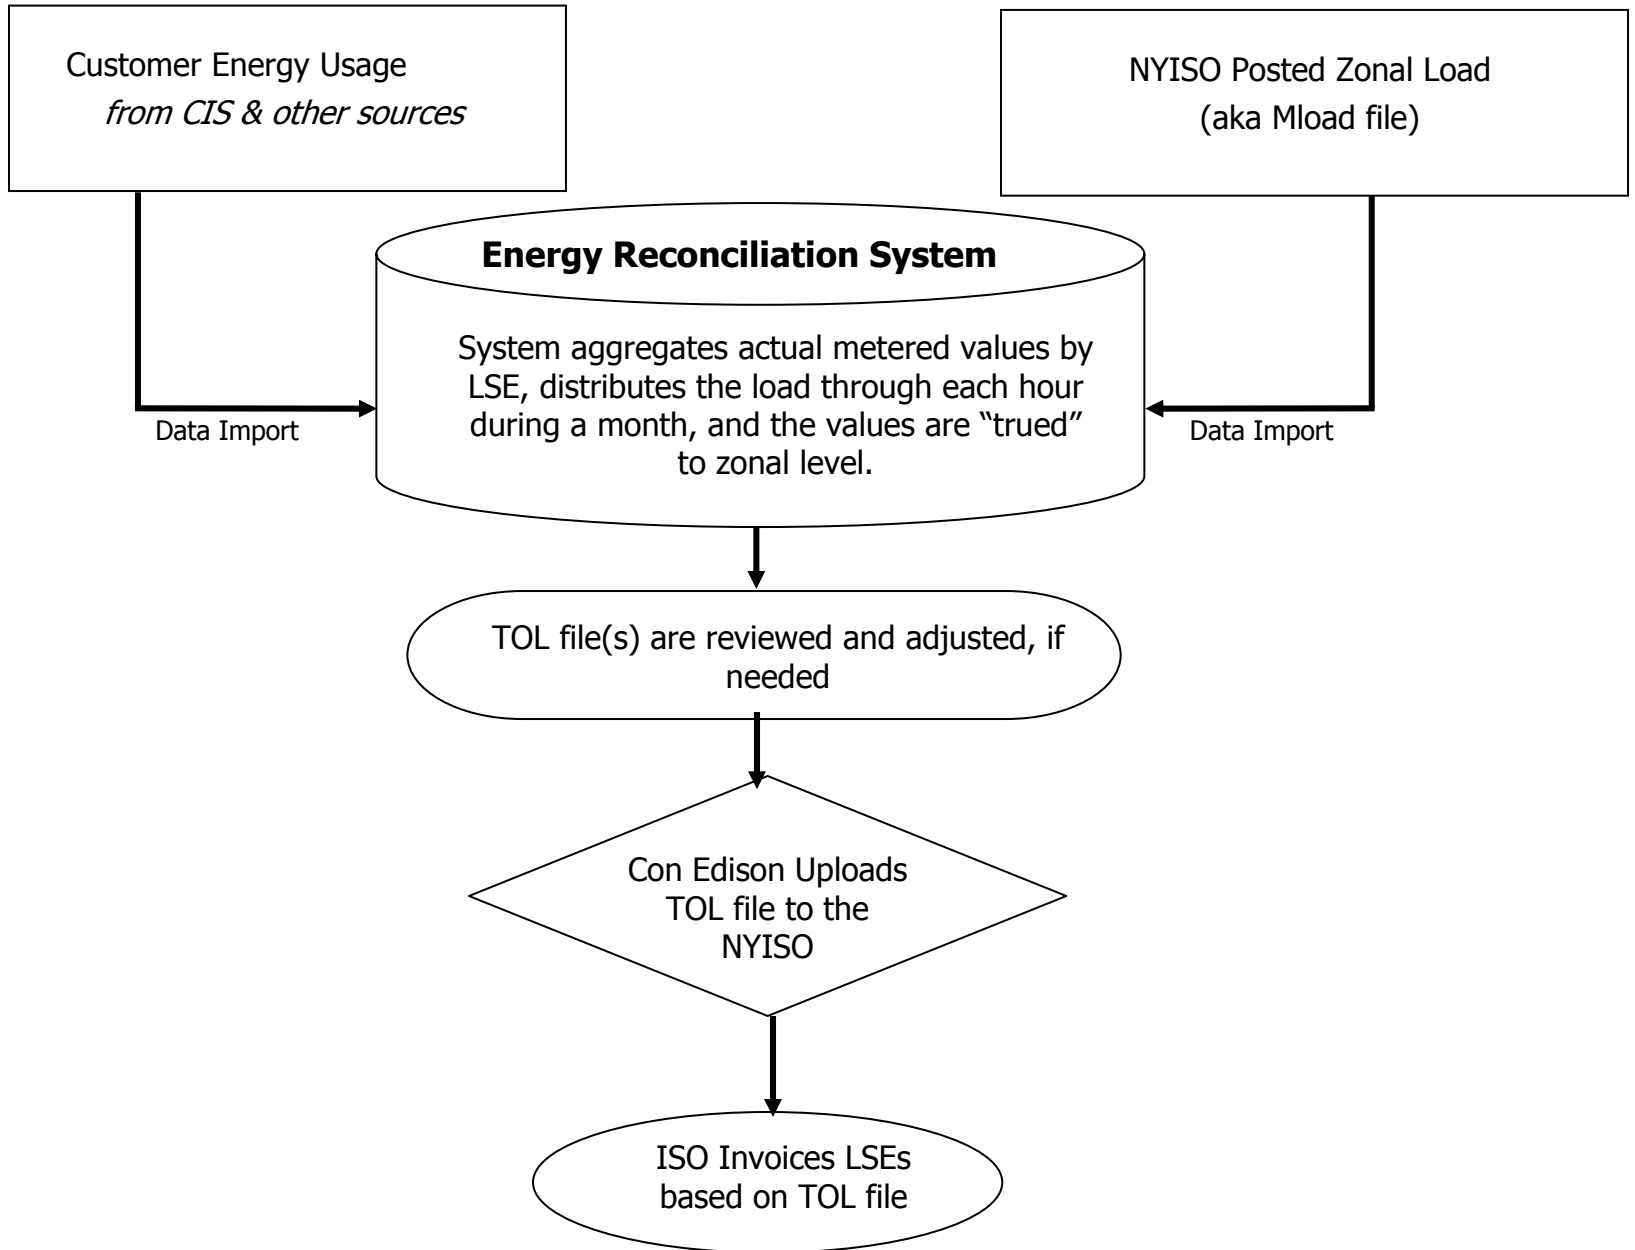 Customer Energy Usage
from CIS & other sources
NYISO Posted Zonal Load
(aka Mload file)
Energy Reconciliation System
System aggregates actual metered values by
LSE, distributes the load through each hour
during a month, and the values are “trued”
to zonal level.
Data Import
Data Import
TOL file(s) are reviewed and adjusted, if
needed
Con Edison Uploads
TOL file to the
NYISO
ISO Invoices LSEs
based on TOL file